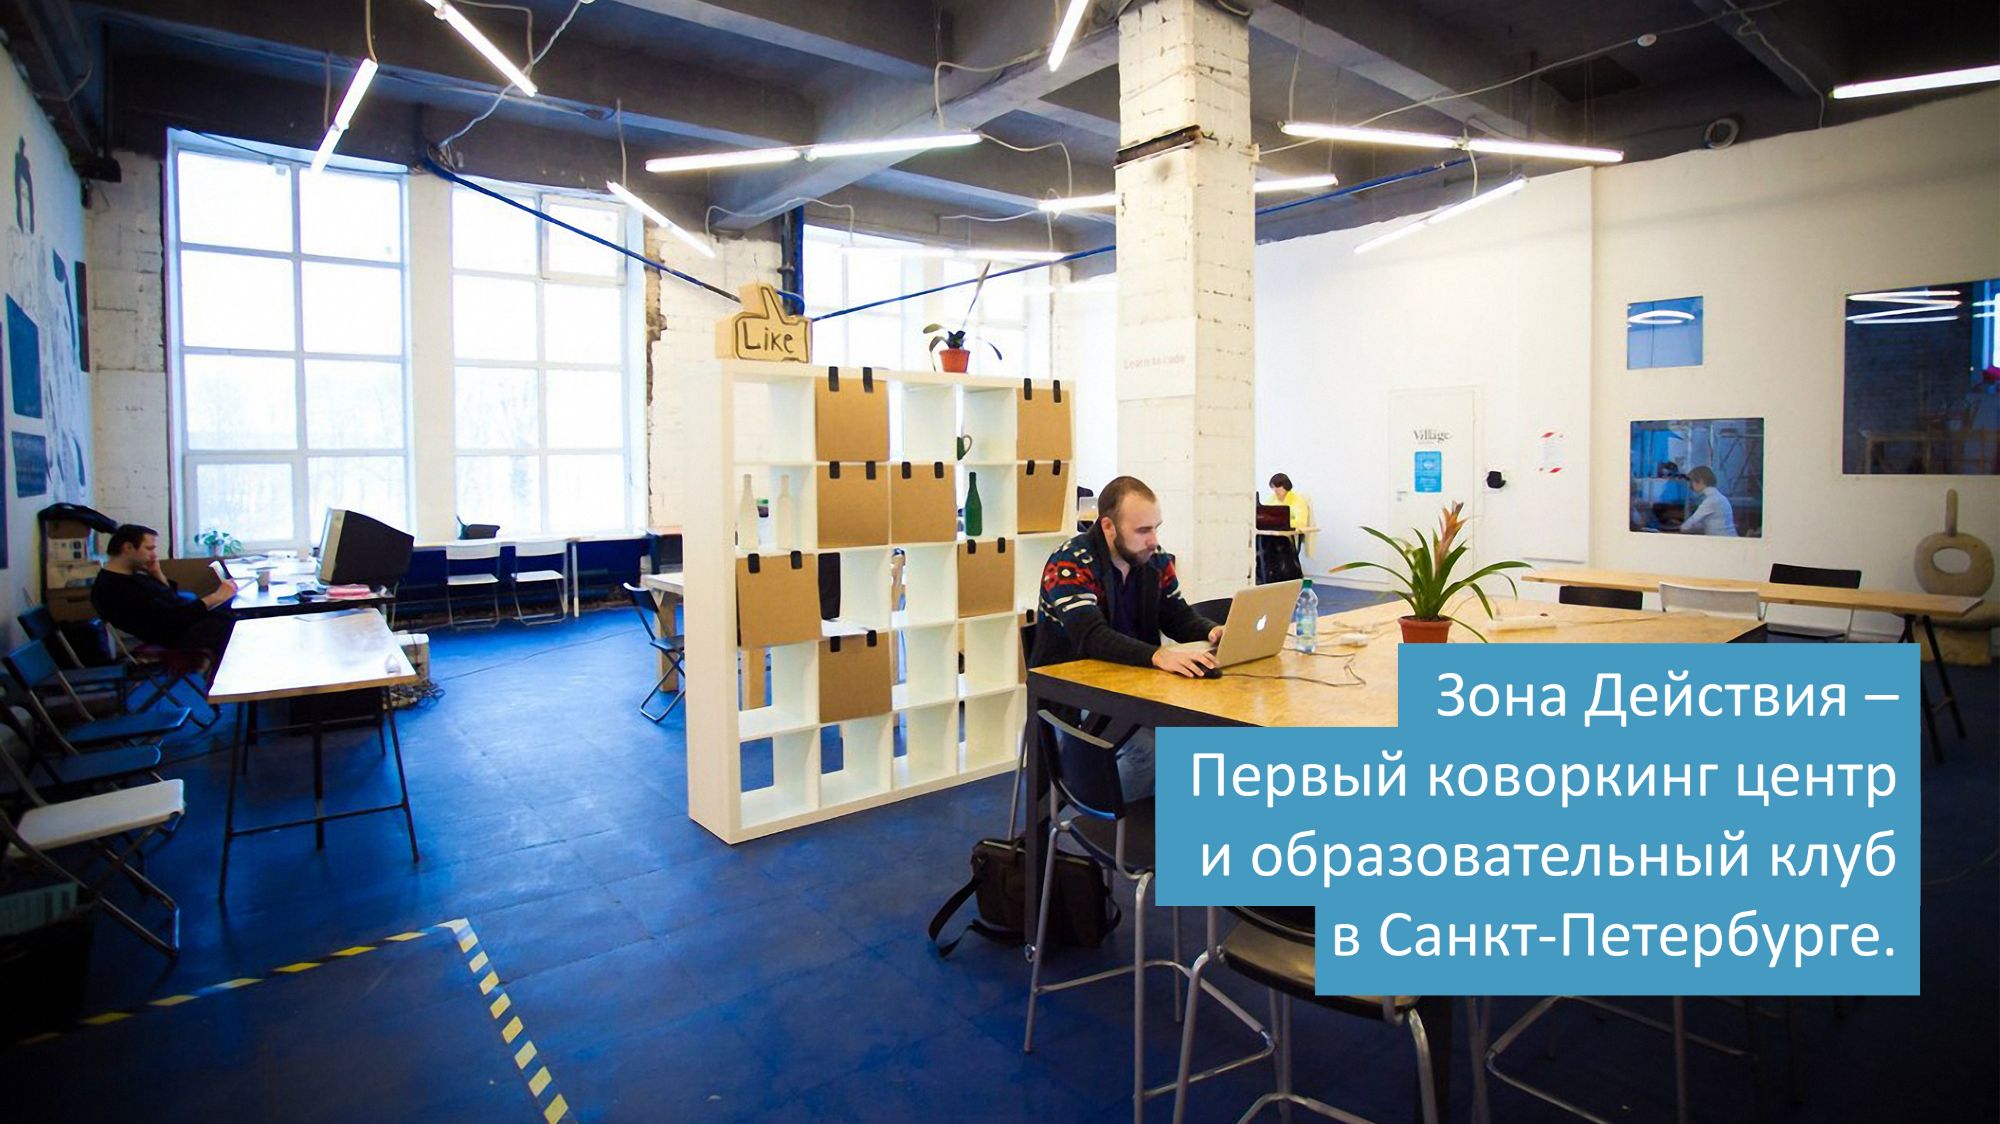 Like
Learn to code
Village
Зона Действия –
Первый коворкинг центр
и образовательный клуб
в Санкт-Петербурге.